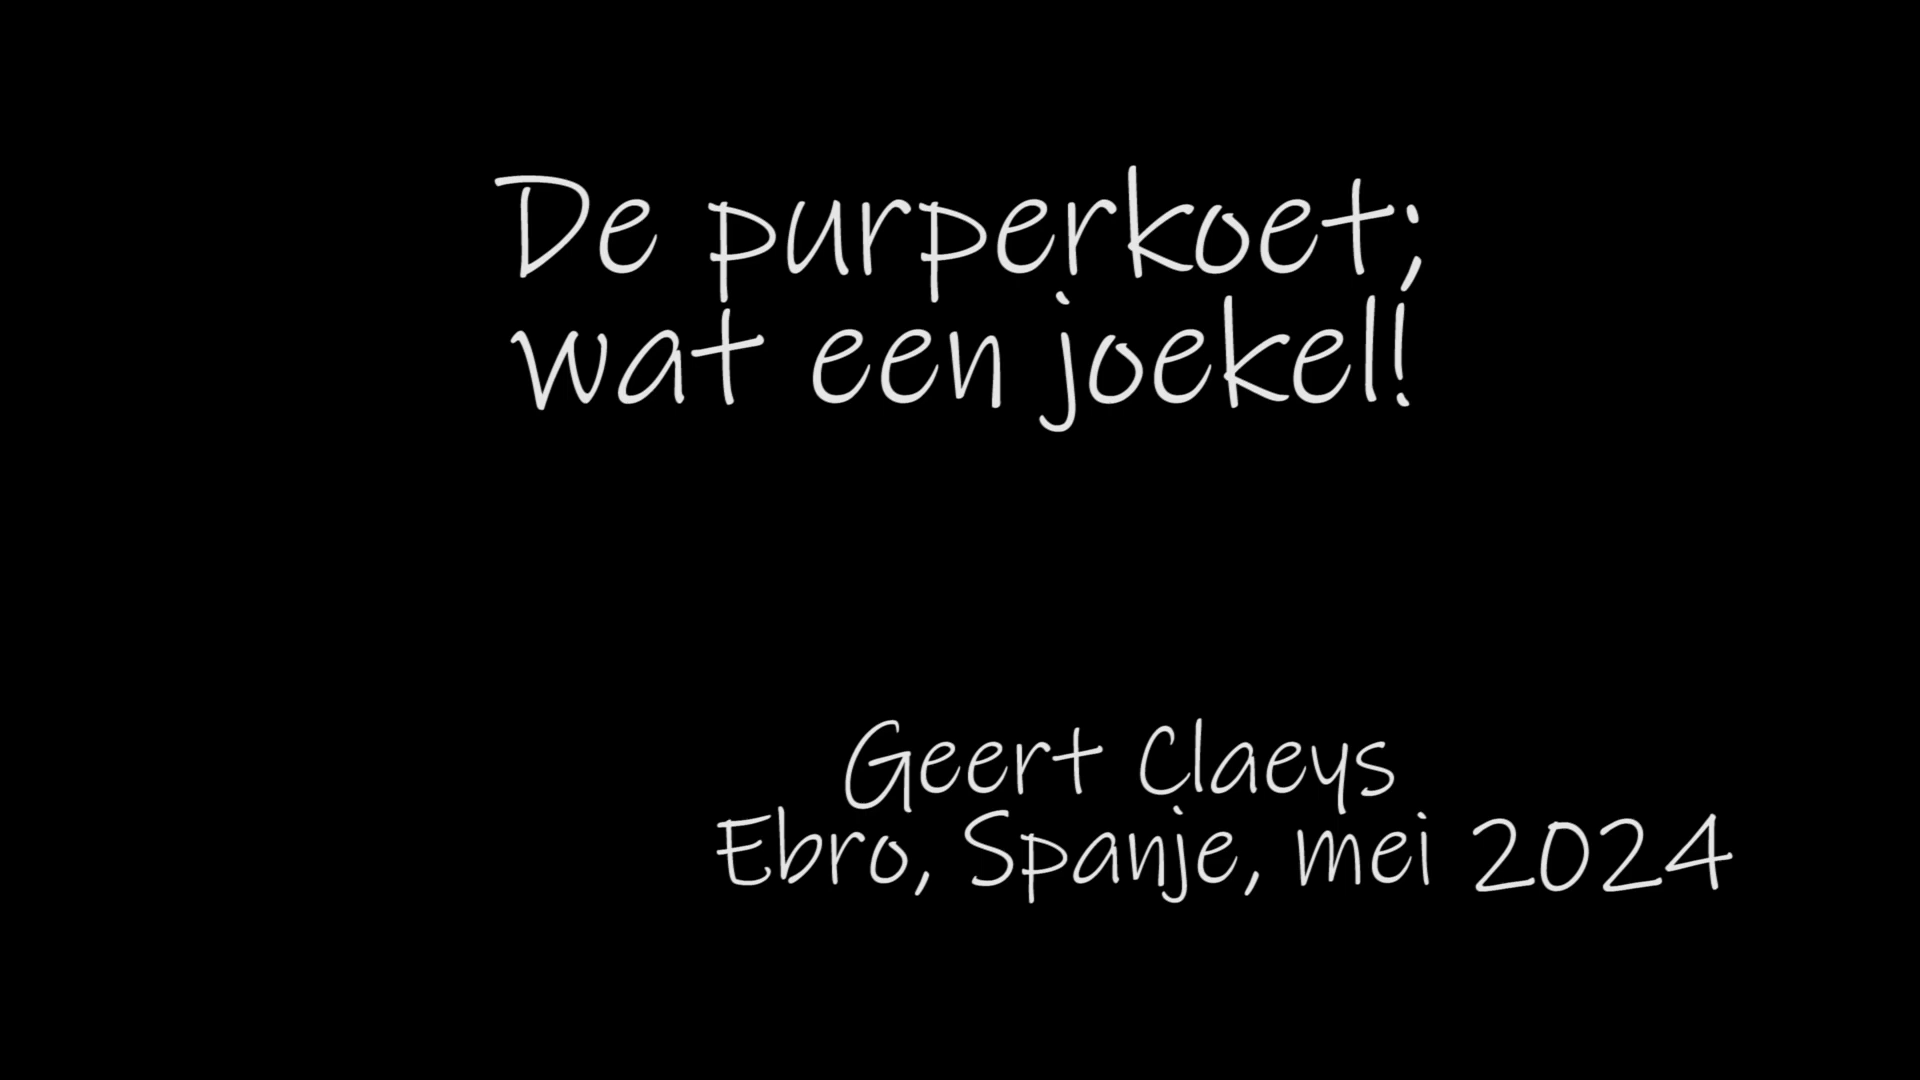 De purperkoet;
wat een joekel!
Geert Claeys
Ebro, Spanje, mei 2024